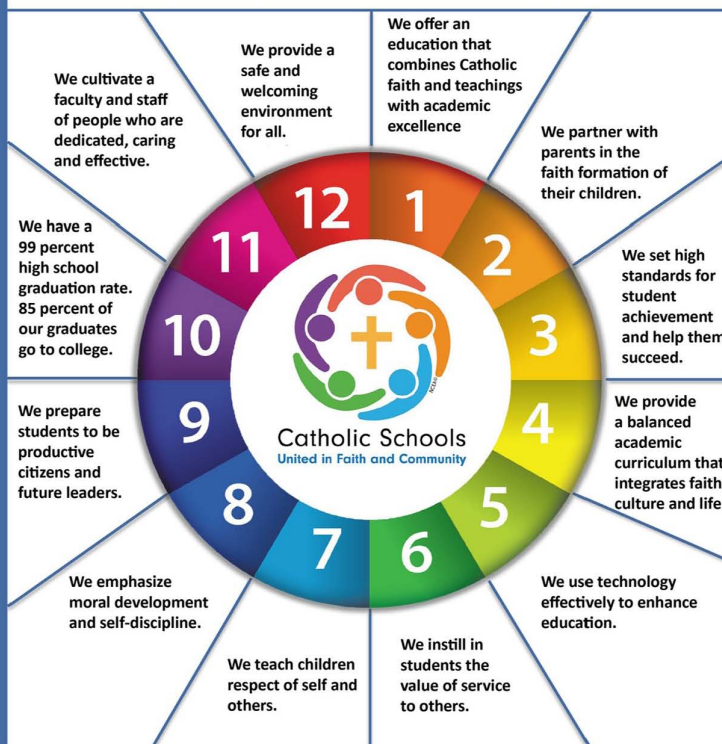 We offer an
education that
combines Catholic
faith and teachings
with academic
excellence
We partner with
parents in the
faith formation of
their children.
We set high
standards for
student
achievement
and help them
succeed.
We provide
a balanced
academic
curriculum that
integrates faith
culture and life
We use technology
effectively to enhance
education.
We instill in
students the
value of service
to others.
We teach children
respect of self and
others.
We emphasize
moral development
and self-discipline.
We prepare
students to be
productive
citizens and
future leaders.
We have a
99 percent
high school
graduation rate.
85 percent of
our graduates
go to college.
We cultivate a
faculty and staff
of people who are
dedicated, caring
and effective.
We provide a
safe and
welcoming
environment
for all.
1
2
3
4
5
6
7
8
9
10
11
12
Catholic Schools
United in Faith and Community